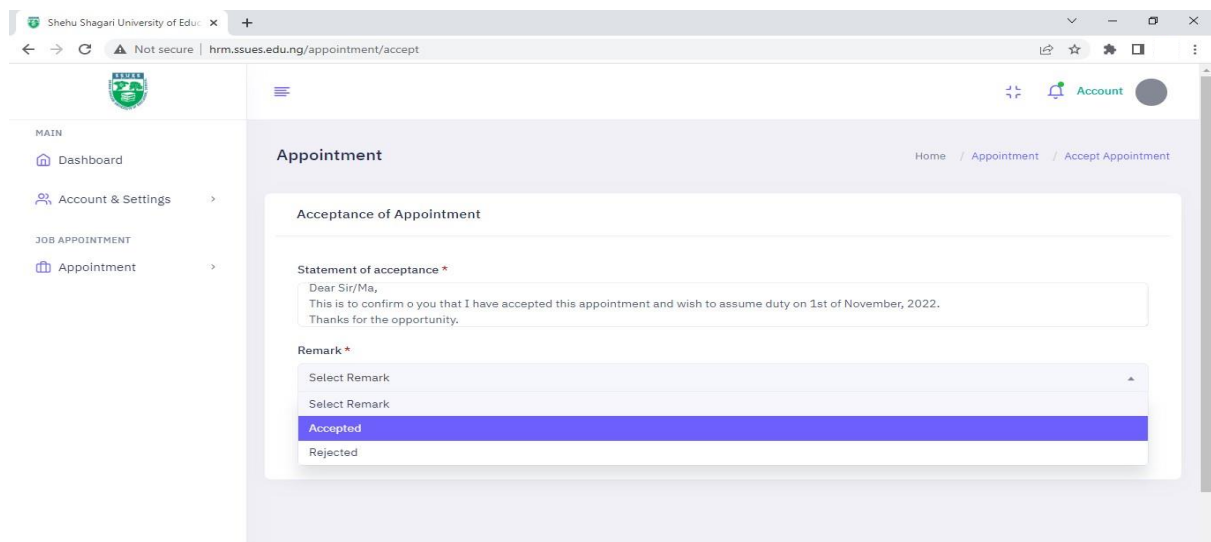 Shehu Shagari University of Educ
Not secure | hrm.ssues.edu.ng/appointment/accept
SSUES
Account
MAIN
Dashboard
Appointment
Home / Appointment / Accept Appointment
Account & Settings
Acceptance of Appointment
JOB APPOINTMENT
Appointment
Statement of acceptance *
Dear Sir/Ma,
This is to confirm o you that I have accepted this appointment and wish to assume duty on 1st of November, 2022.
Thanks for the opportunity.
Remark *
Select Remark
Select Remark
Accepted
Rejected